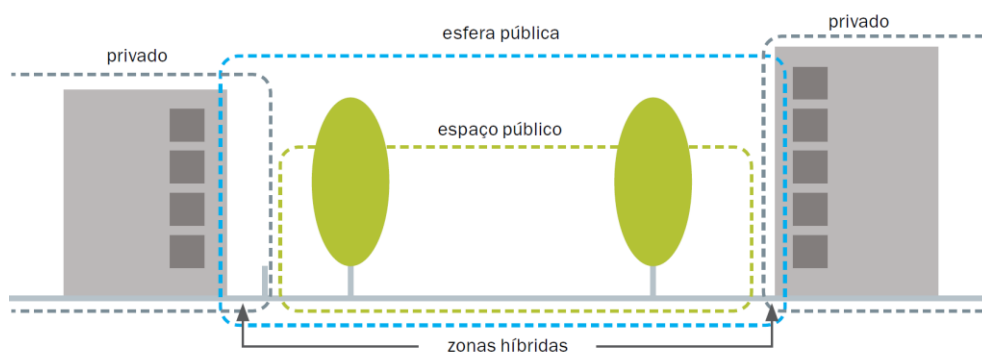 privado
esfera pública
privado
espaço público
zonas híbridas